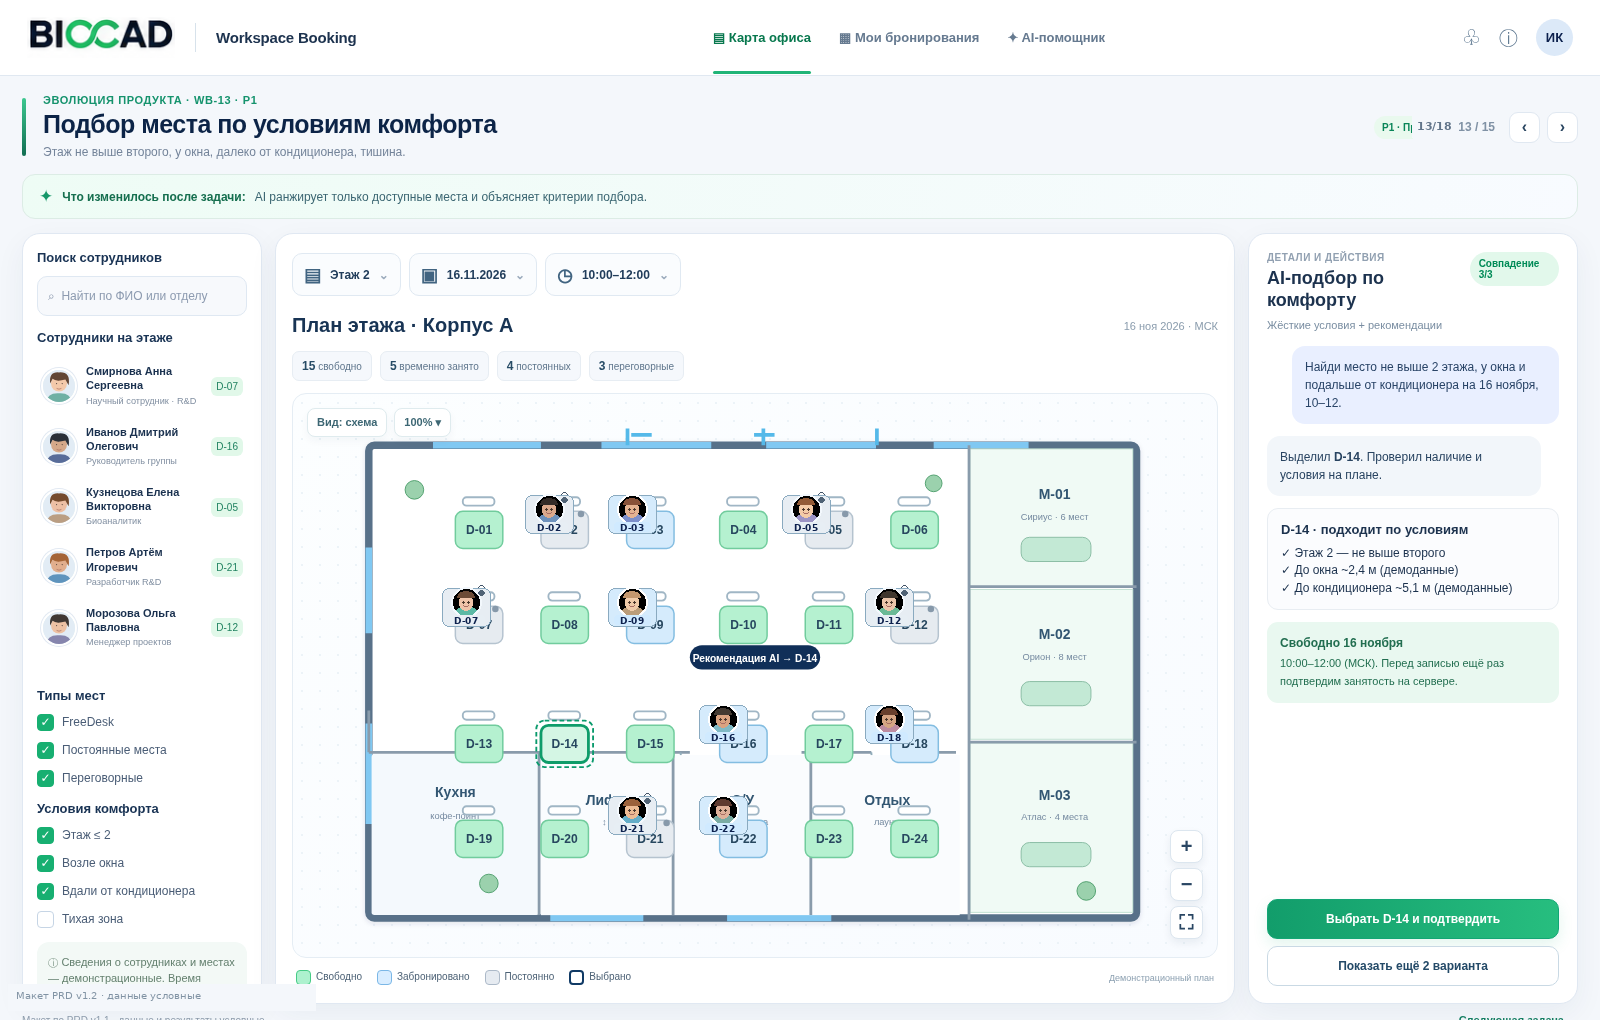 BIOCAD
Workspace Booking
Карта офиса
Мои бронирования
AI-помощник
ИК
ЭВОЛЮЦИЯ ПРОДУКТА · WB-13 · P1
Подбор места по условиям комфорта
Этаж не выше второго, у окна, далеко от кондиционера, тишина.
P1 · П
13/18
13 / 15
Что изменилось после задачи: AI ранжирует только доступные места и объясняет критерии подбора.
Поиск сотрудников
Найти по ФИО или отделу
Сотрудники на этаже
Смирнова Анна
Сергеевна
Научный сотрудник · R&D
D-07
Иванов Дмитрий
Олегович
Руководитель группы
D-16
Кузнецова Елена
Викторовна
Биоаналитик
D-05
Петров Артём
Игоревич
Разработчик R&D
D-21
Морозова Ольга
Павловна
Менеджер проектов
D-12
Типы мест
✓ FreeDesk
✓ Постоянные места
✓ Переговорные
Условия комфорта
✓ Этаж ≤ 2
✓ Возле окна
✓ Вдали от кондиционера
Тихая зона
ⓘ Сведения о сотрудниках и местах
— демонстрационные. Время
Макет PRD v1.2 · данные условные
Этаж 2
16.11.2026
10:00–12:00
План этажа · Корпус А
16 ноя 2026 · МСК
15 свободно
5 временно занято
4 постоянных
3 переговорные
Вид: схема
100% ▾
D-01
D-02
D-03
D-04
D-05
D-06
D-07
D-08
D-09
D-10
D-11
D-12
Рекомендация AI → D-14
D-13
D-14
D-15
D-16
D-16
D-17
D-18
D-18
Кухня
Отдых
D-19
D-20
D-21
D-21
D-22
D-22
D-23
D-24
M-01
Сириус · 6 мест
M-02
Орион · 8 мест
M-03
Атлас · 4 места
+
−
Свободно
Забронировано
Постоянно
Выбрано
Демонстрационный план
ДЕТАЛИ И ДЕЙСТВИЯ
AI-подбор по
комфорту
Совпадение
3/3
Жёсткие условия + рекомендации
Найди место не выше 2 этажа, у окна и
подальше от кондиционера на 16 ноября,
10–12.
Выделил D-14. Проверил наличие и
условия на плане.
D-14 · подходит по условиям
✓ Этаж 2 — не выше второго
✓ До окна ~2,4 м (демоданные)
✓ До кондиционера ~5,1 м (демоданные)
Свободно 16 ноября
10:00–12:00 (МСК). Перед записью ещё раз
подтвердим занятость на сервере.
Выбрать D-14 и подтвердить
Показать ещё 2 варианта